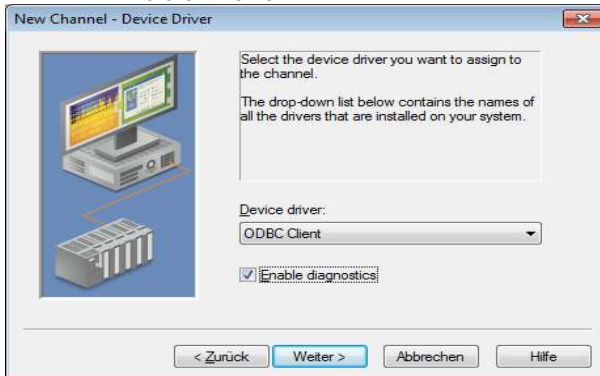 New Channel - Device Driver
Select the device driver you want to assign to
the channel.
The drop-down list below contains the names of
all the drivers that are installed on your system.
Device driver:
ODBC Client
Enable diagnostics
< Zurück
Weiter >
Abbrechen
Hilfe